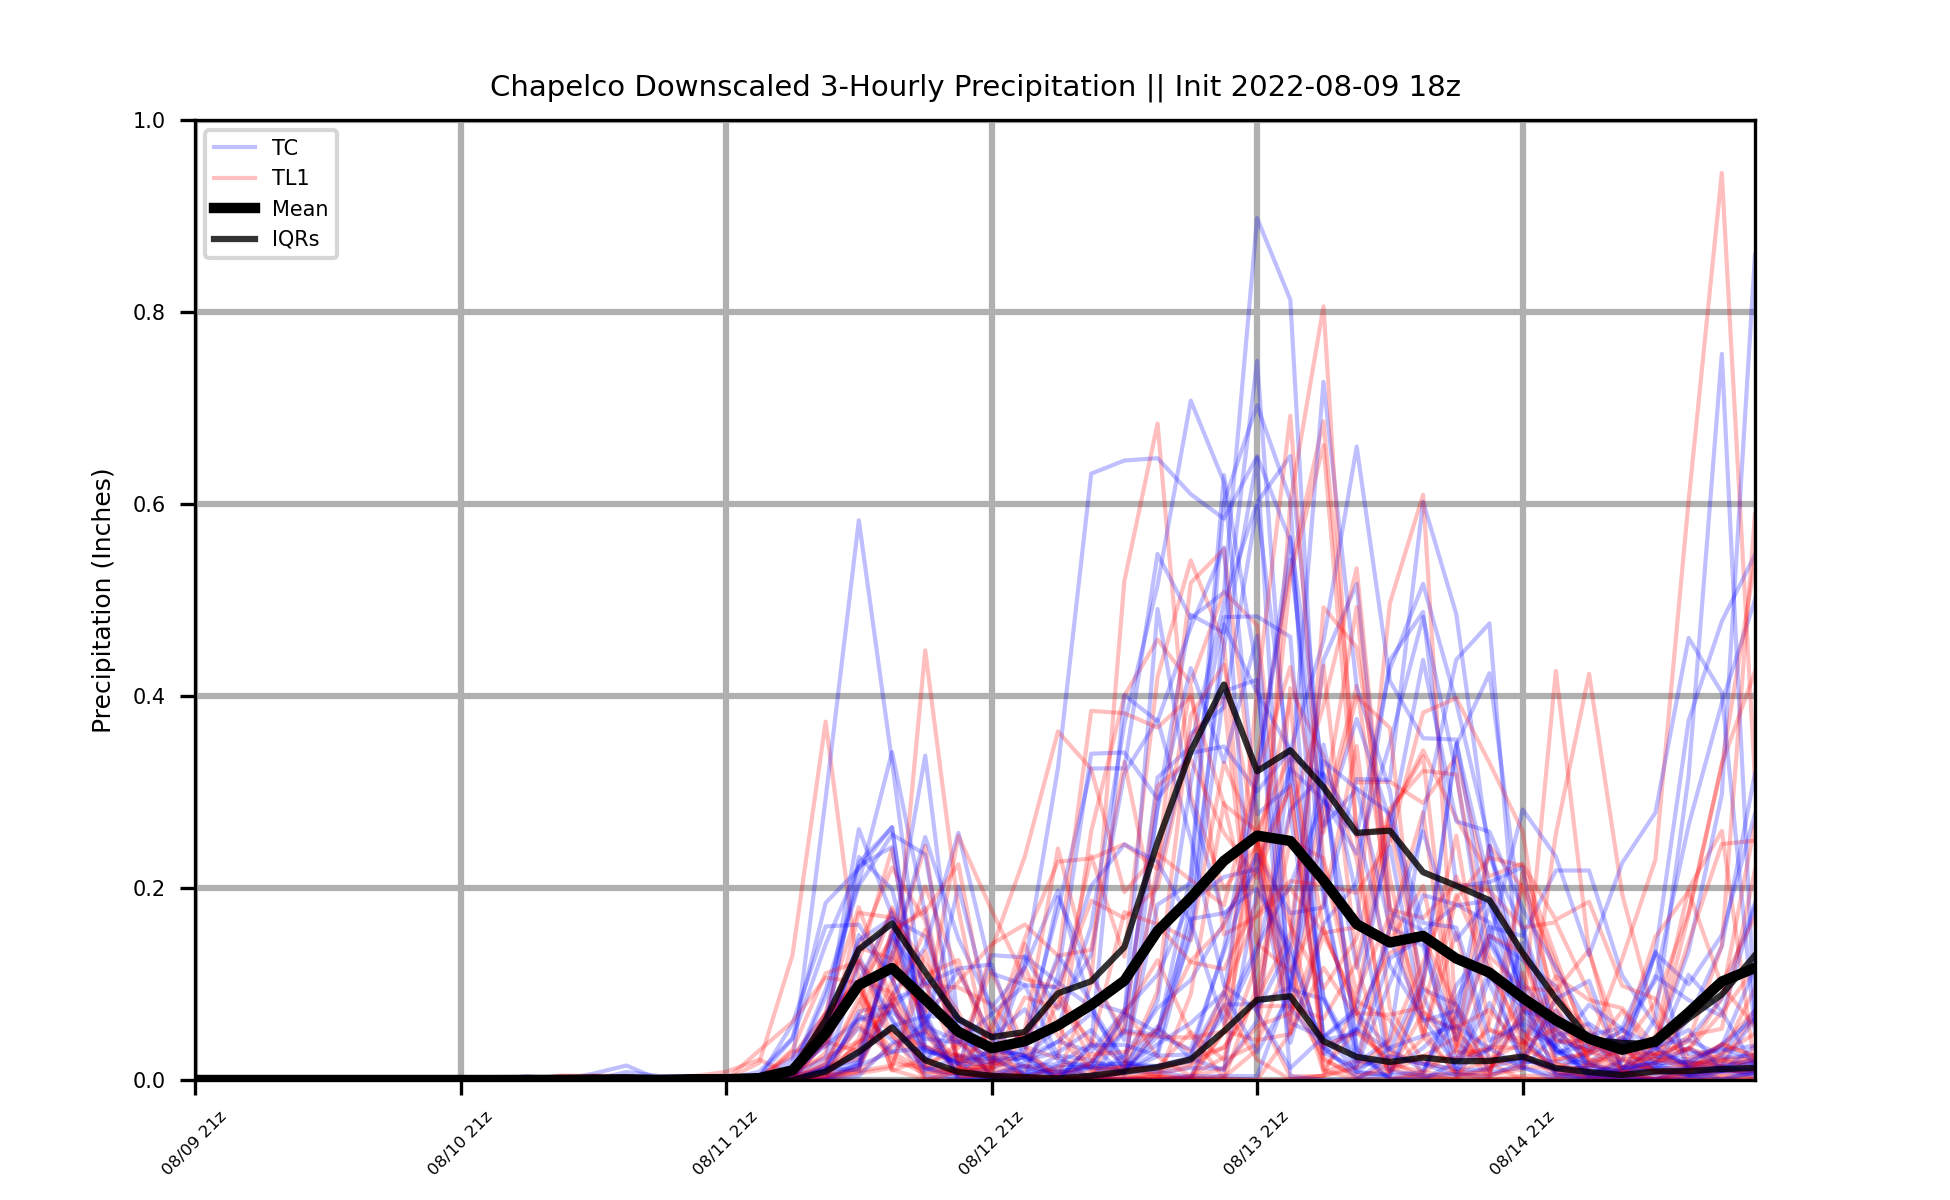 Chapelco Downscaled 3-Hourly Precipitation || Init 2022-08-09 18z
TC
TL1
Mean
IQRs
Precipitation (Inches)
1.0
0.8
0.6
0.4
0.2
0.0
08/09 21z
08/10 21z
08/11 21z
08/12 21z
08/13 21z
08/14 21z